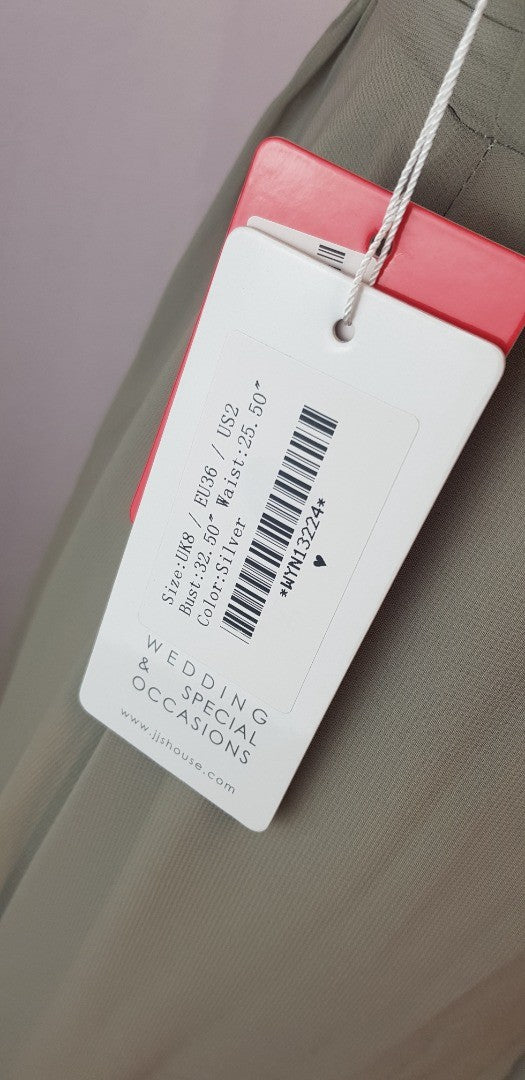 Size:UK8 / EU36 / US2
Bust:32.50" Waist:25.50"
Color:Silver
*WYN13224*
♥
WEDDING
& SPECIAL
OCCASIONS
www.jjshouse.com